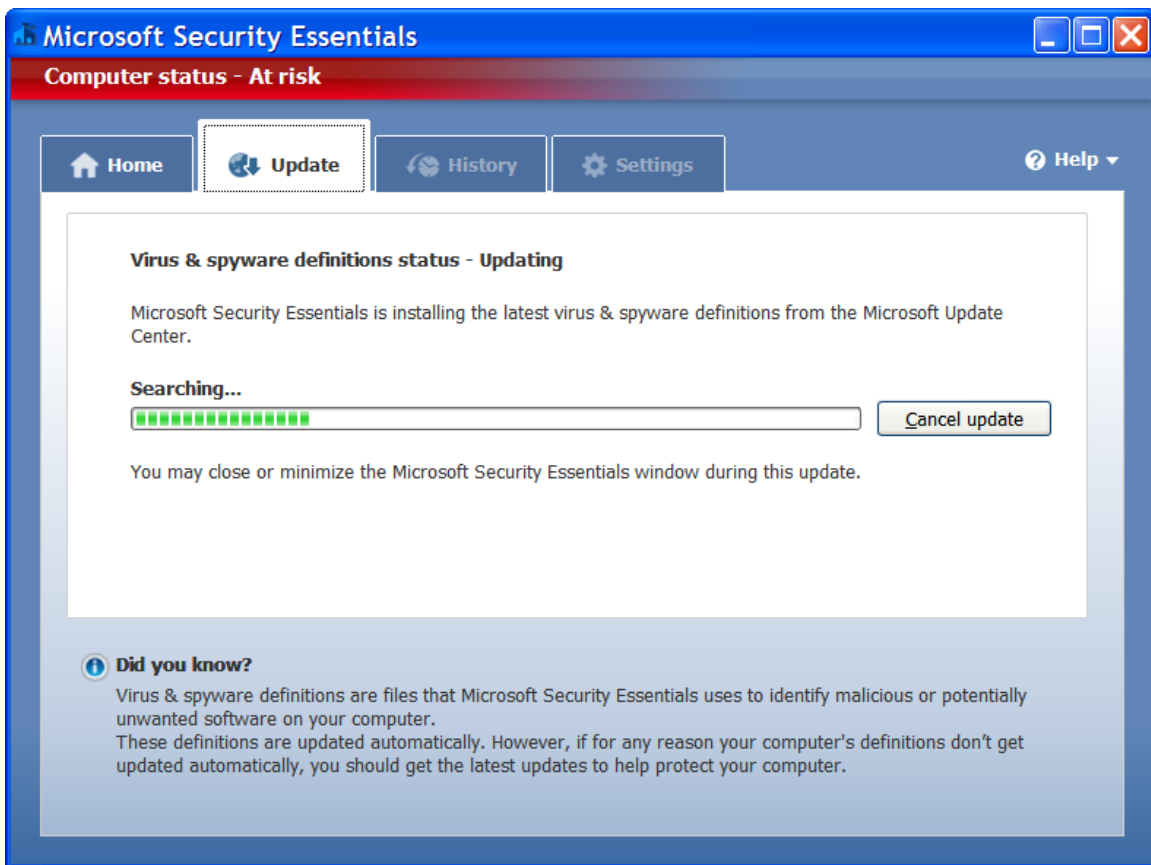 Microsoft Security Essentials
Computer status - At risk
Home
Update
History
Settings
Help
Virus & spyware definitions status - Updating
Microsoft Security Essentials is installing the latest virus & spyware definitions from the Microsoft Update
Center.
Searching...
Cancel update
You may close or minimize the Microsoft Security Essentials window during this update.
Did you know?
Virus & spyware definitions are files that Microsoft Security Essentials uses to identify malicious or potentially
unwanted software on your computer.
These definitions are updated automatically. However, if for any reason your computer's definitions don't get
updated automatically, you should get the latest updates to help protect your computer.